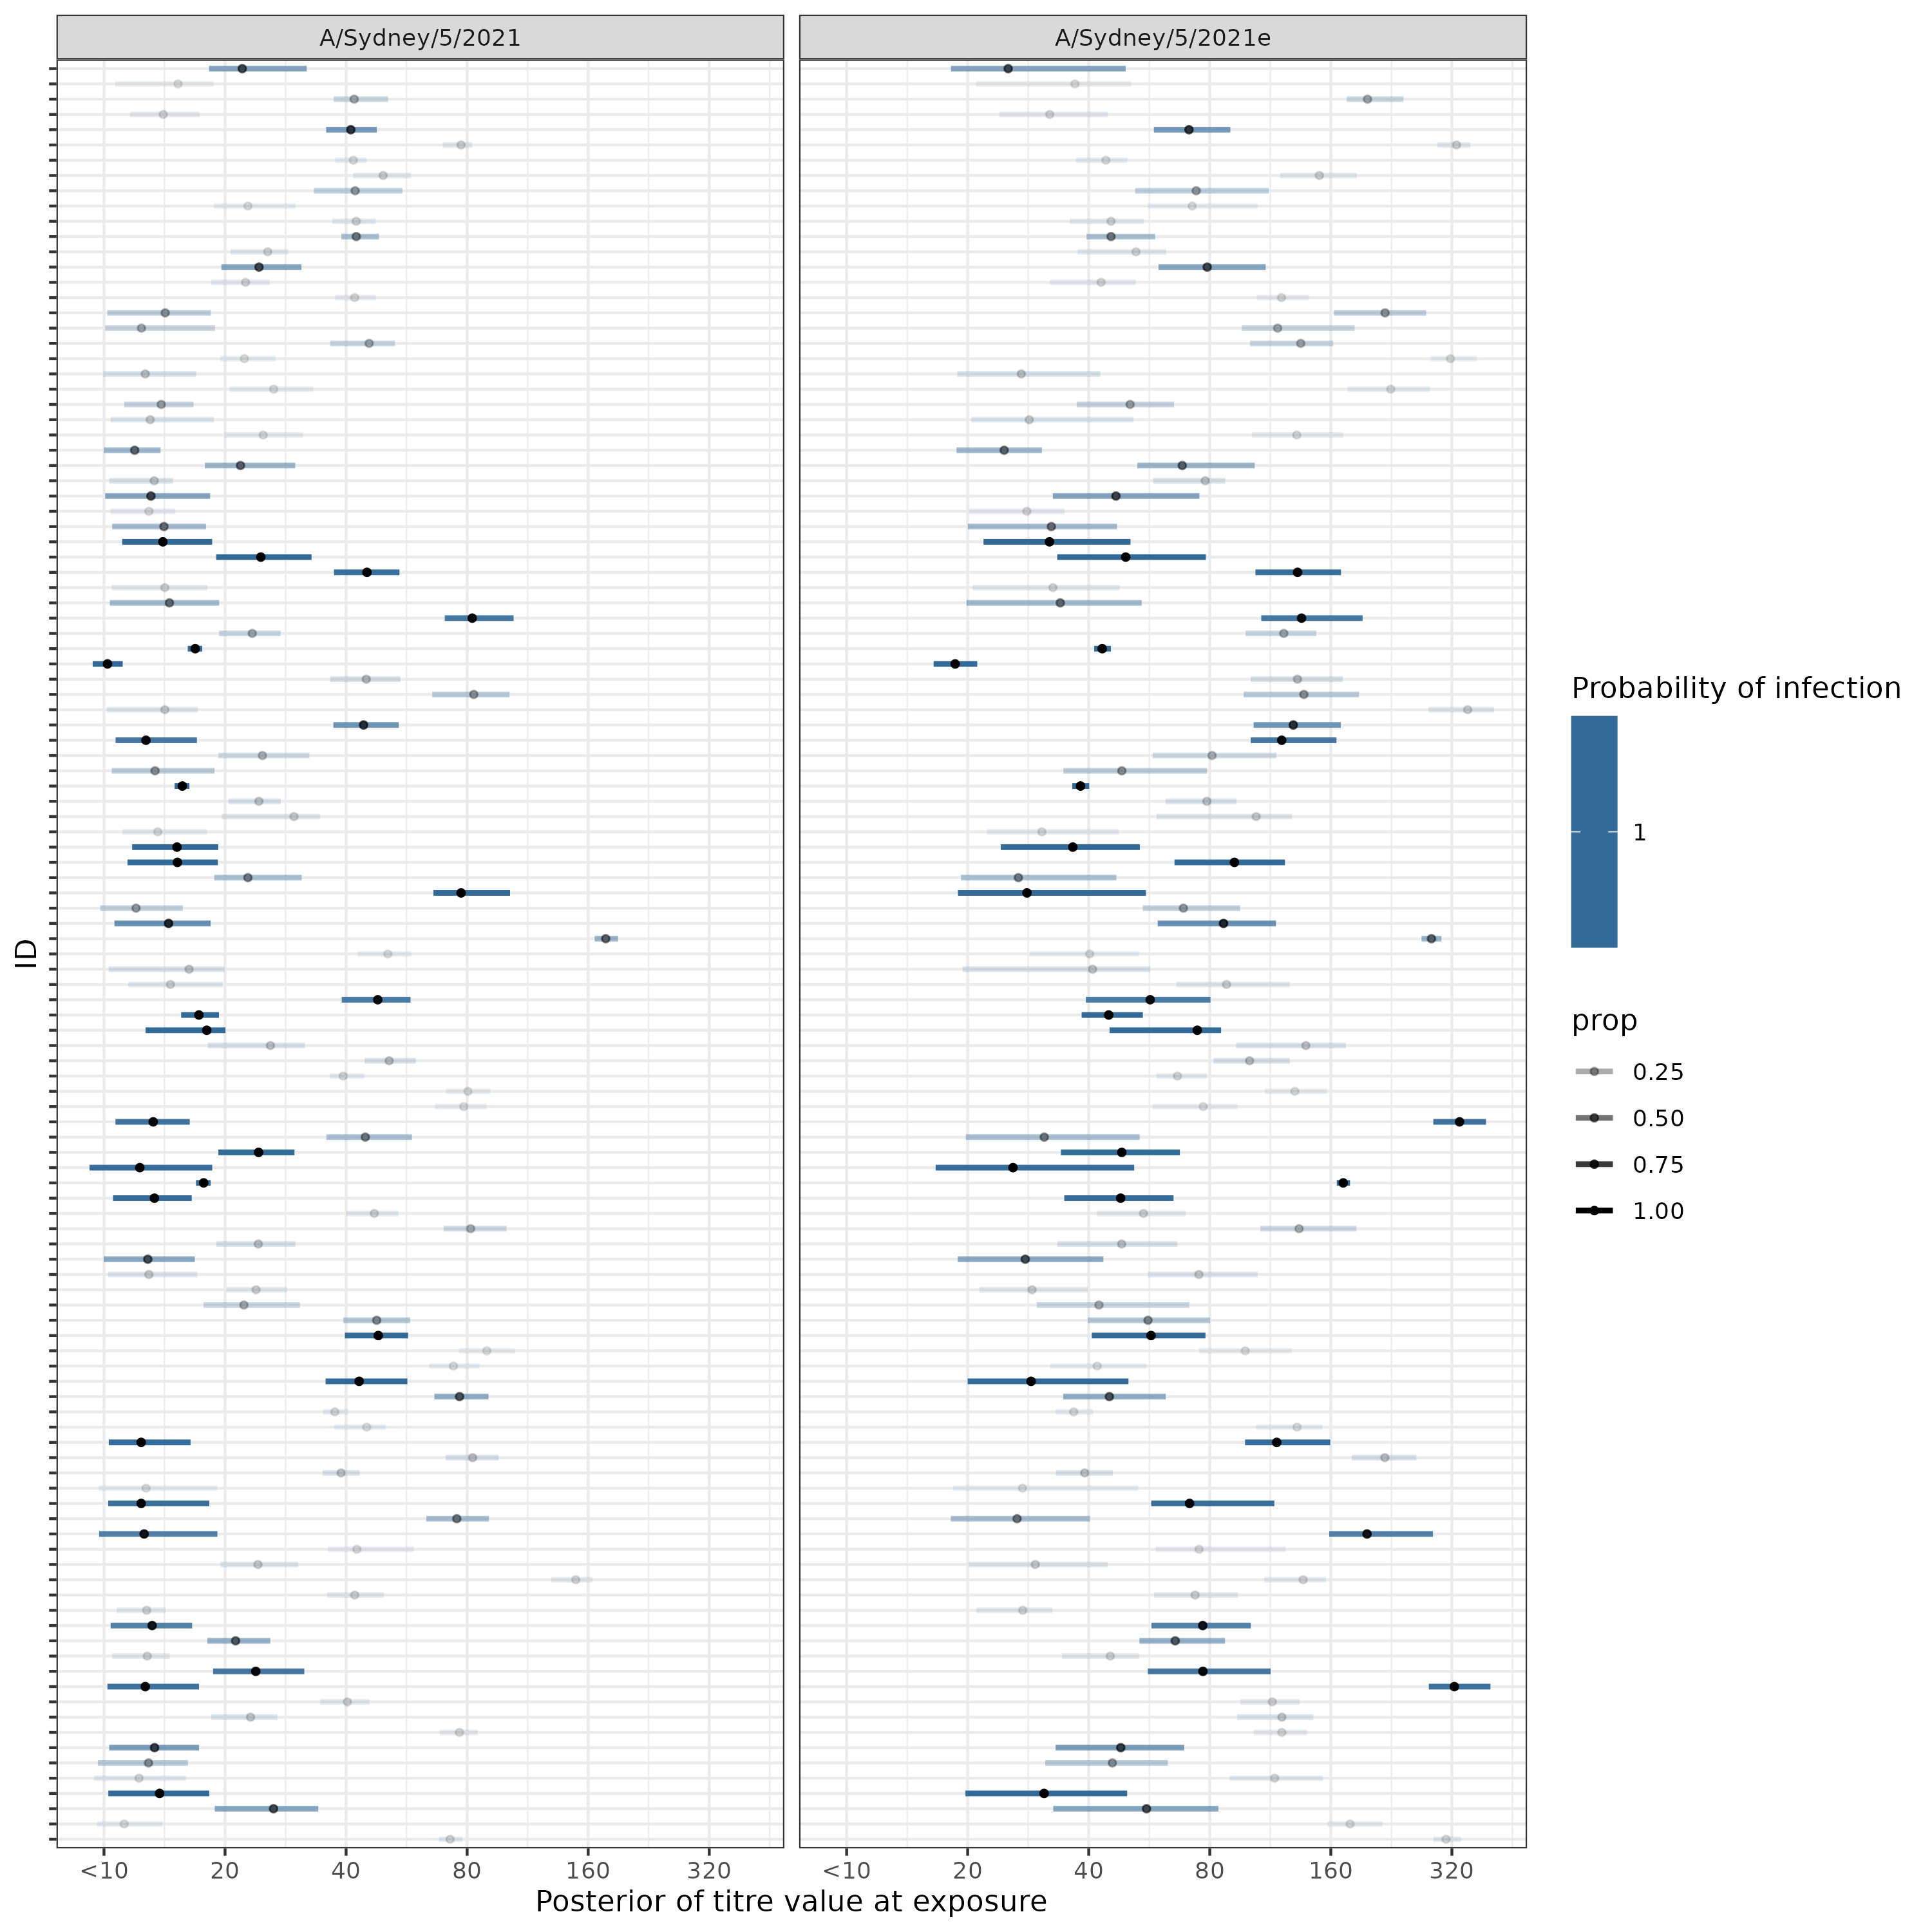 A/Sydney/5/2021
A/Sydney/5/2021e
ID
Probability of infection
1
prop
0.25
0.50
0.75
1.00
<10 20 40 80 160 320
<10 20 40 80 160 320
Posterior of titre value at exposure